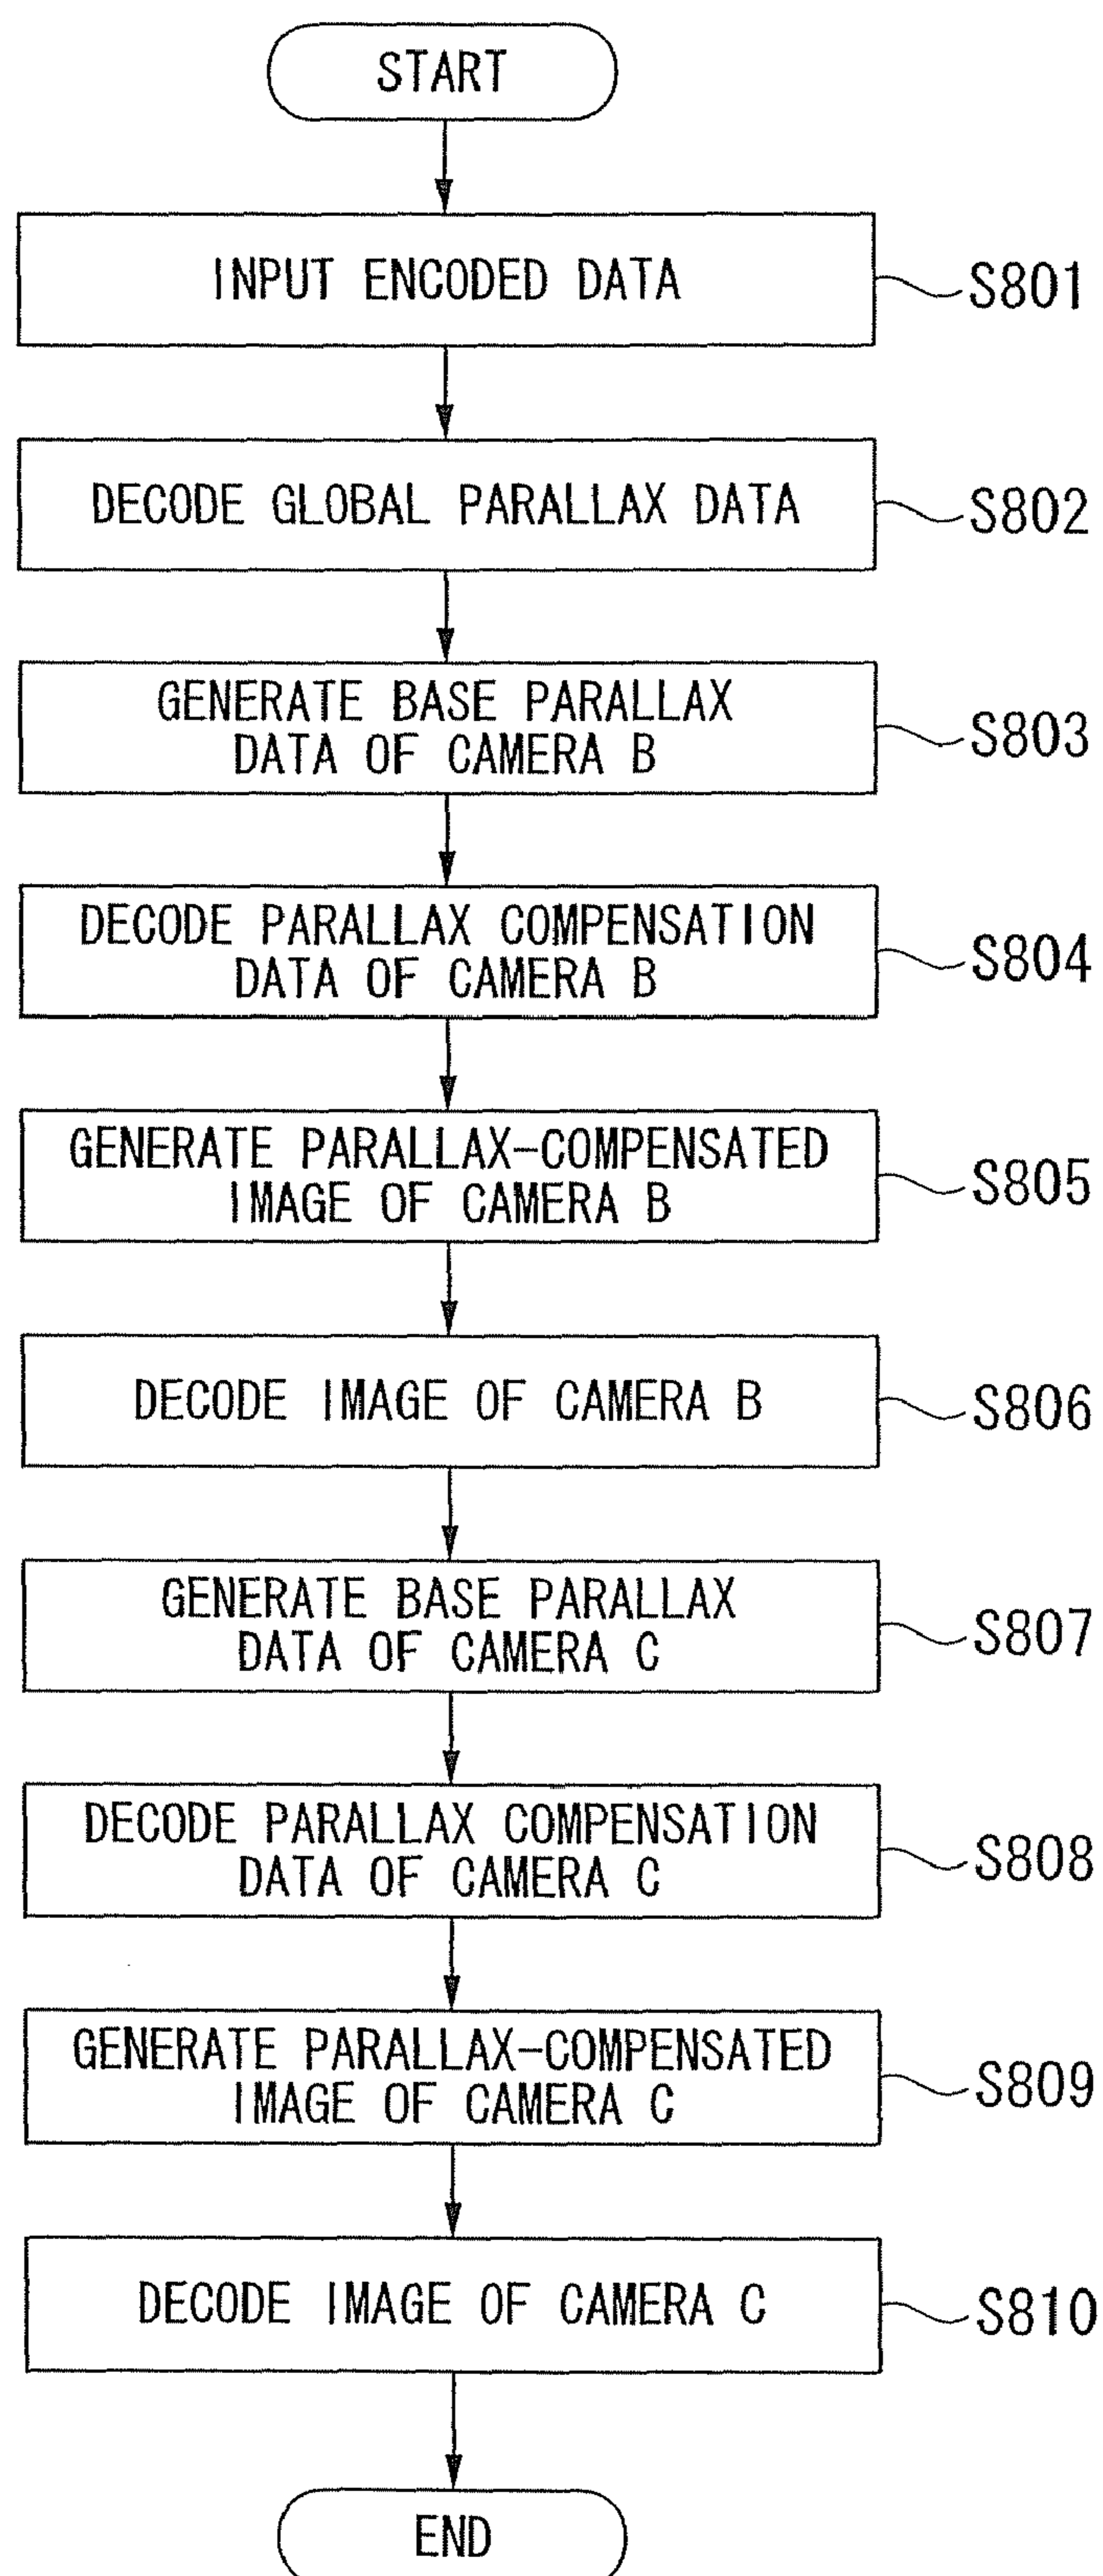 START
INPUT ENCODED DATA
S801
DECODE GLOBAL PARALLAX DATA
S802
GENERATE BASE PARALLAX
DATA OF CAMERA B
S803
DECODE PARALLAX COMPENSATION
DATA OF CAMERA B
S804
GENERATE PARALLAX-COMPENSATED
IMAGE OF CAMERA B
S805
DECODE IMAGE OF CAMERA B
S806
GENERATE BASE PARALLAX
DATA OF CAMERA C
S807
DECODE PARALLAX COMPENSATION
DATA OF CAMERA C
S808
GENERATE PARALLAX-COMPENSATED
IMAGE OF CAMERA C
S809
DECODE IMAGE OF CAMERA C
S810
END